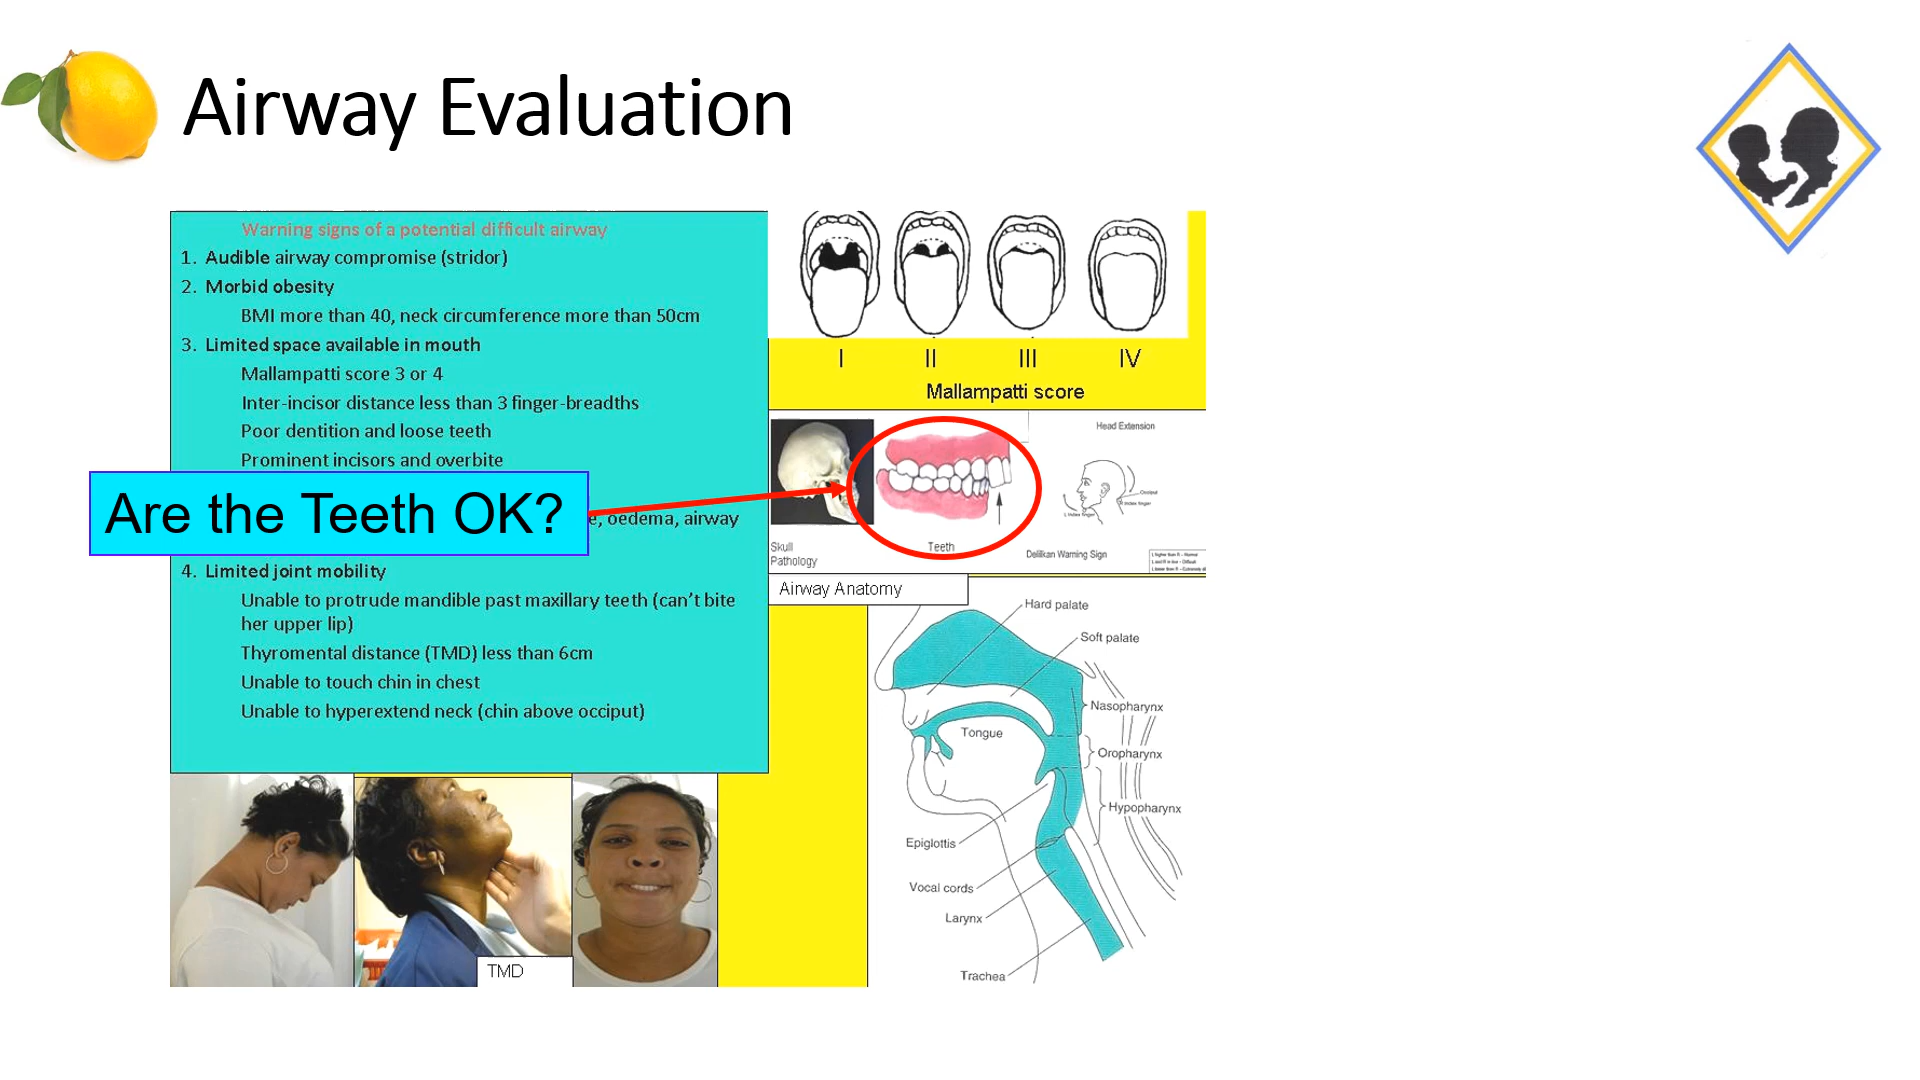 Airway Evaluation
Warning signs of a potential difficult airway
1. Audible airway compromise (stridor)
2. Morbid obesity
BMI more than 40, neck circumference more than 50cm
3. Limited space available in mouth
Mallampatti score 3 or 4
Inter-incisor distance less than 3 finger-breadths
Poor dentition and loose teeth
Prominent incisors and overbite
Are the Teeth OK?
oedema, airway
4. Limited joint mobility
Unable to protrude mandible past maxillary teeth (can't bite
her upper lip)
Thyromental distance (TMD) less than 6cm
Unable to touch chin in chest
Unable to hyperextend neck (chin above occiput)
TMD
I II III IV
Mallampatti score
Skull
Pathology
Teeth
Head Extension
Occiput
R index finger
L index finger
Delilkan Warning Sign
Airway Anatomy
Hard palate
Soft palate
Nasopharynx
Tongue
Oropharynx
Hypopharynx
Epiglottis
Vocal cords
Larynx
Trachea